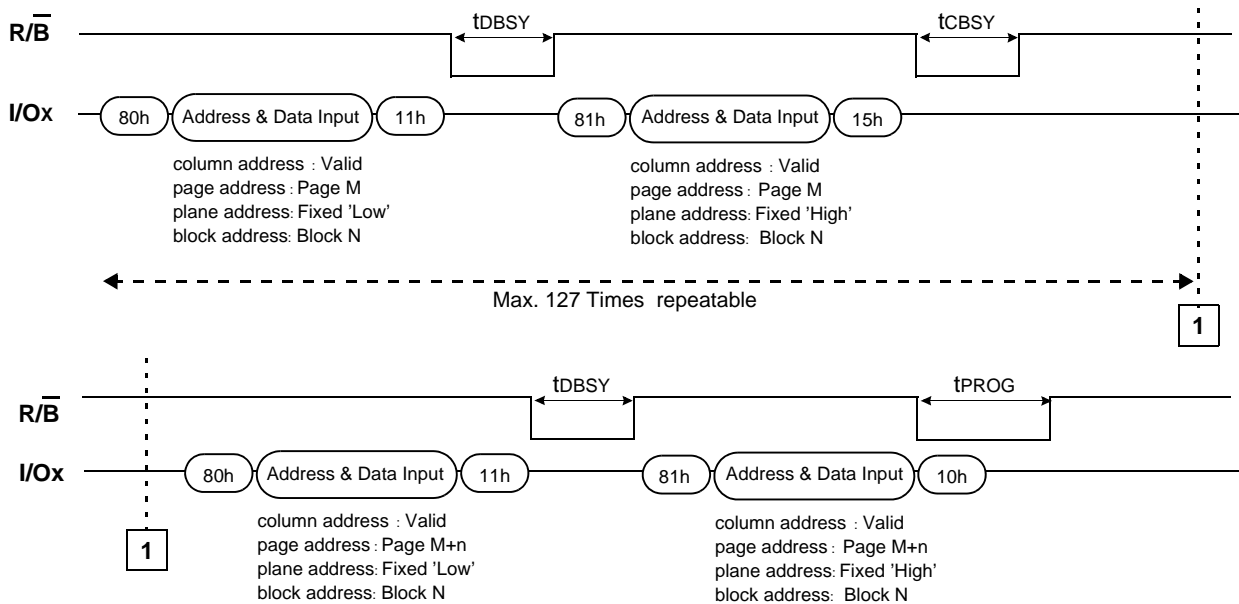 tDBSY tCBSY
R/B
I/Ox 80h Address & Data Input 11h 81h Address & Data Input 15h
column address : Valid column address : Valid
page address : Page M page address : Page M
plane address: Fixed 'Low' plane address: Fixed 'High'
block address: Block N block address: Block N
Max. 127 Times repeatable
1
tDBSY tPROG
R/B
I/Ox 80h Address & Data Input 11h 81h Address & Data Input 10h
column address : Valid column address : Valid
1 page address : Page M+n page address : Page M+n
plane address: Fixed 'Low' plane address: Fixed 'High'
block address: Block N block address: Block N